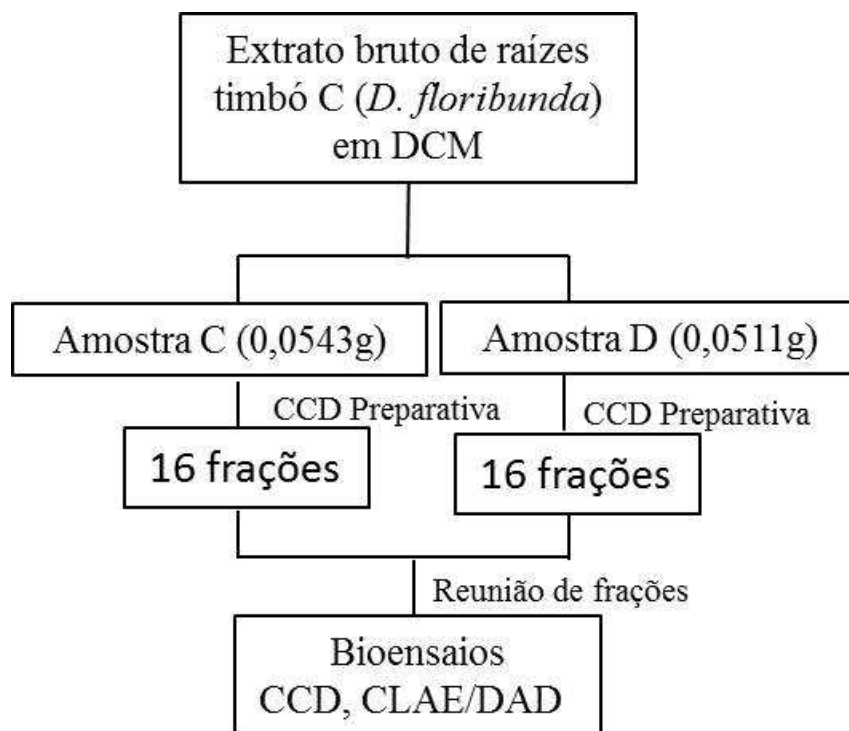 Extrato bruto de raízes
timbó C (D. floribunda)
em DCM
Amostra C (0,0543g)
Amostra D (0,0511g)
CCD Preparativa
CCD Preparativa
16 frações
16 frações
Reunião de frações
Bioensaios
CCD, CLAE/DAD